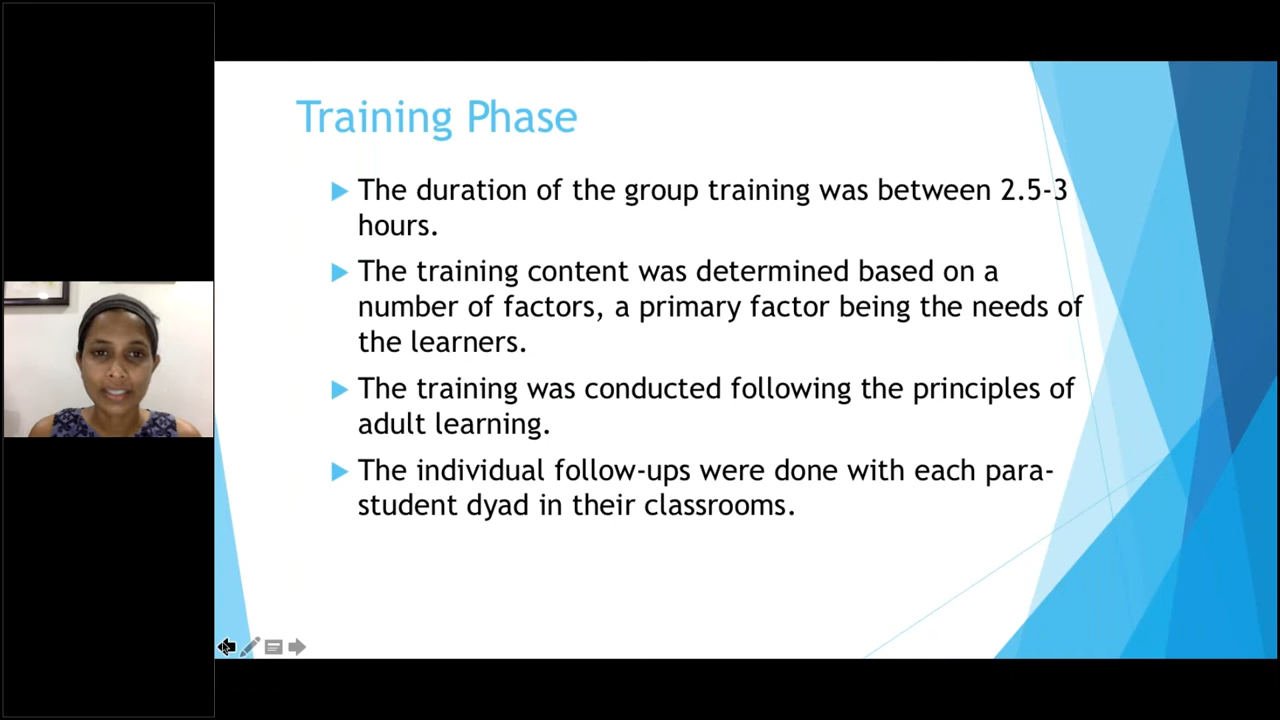 Training Phase
The duration of the group training was between 2.5-3
hours.
The training content was determined based on a
number of factors, a primary factor being the needs of
the learners.
The training was conducted following the principles of
adult learning.
The individual follow-ups were done with each para-
student dyad in their classrooms.